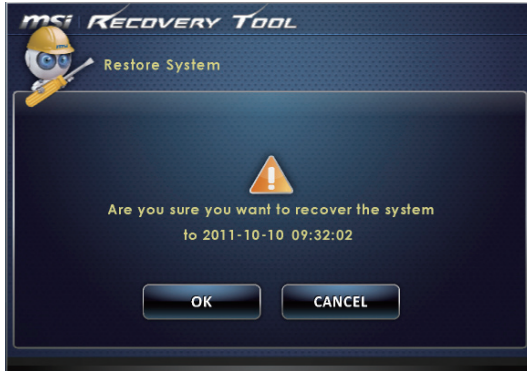 msi RECOVERY TOOL
Restore System
Are you sure you want to recover the system
to 2011-10-10 09:32:02
OK
CANCEL